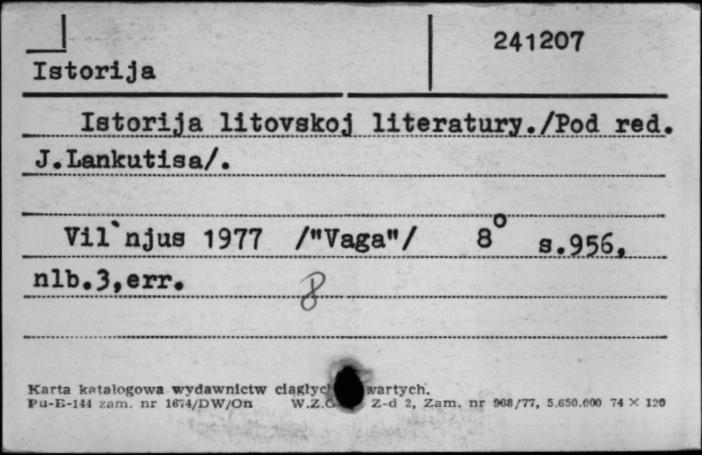 241207
Istorija
Istorija litovskoj literatury./Pod red.
J.Lankutisa/.
Vil`njus 1977 /"Vaga"/ 8° s.956,
nlb.3,err.
8
Karta katalogowa wydawnictw ciągłyc wartych.
Pu-E-144 zam. nr 1674/DW/On W.Z.G Z-d 2, Zam. nr 968/77, 5.650.000 74 × 120